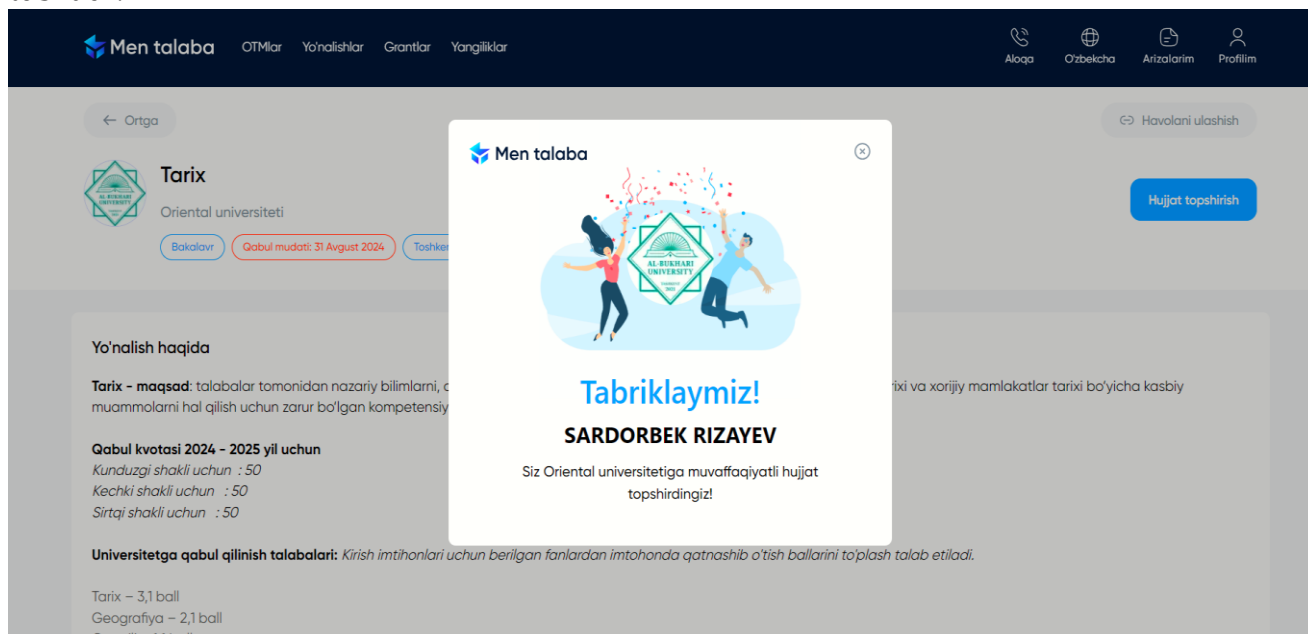 Men talaba OTMlar Yo'nalishlar Grantlar Yangiliklar Aloqa O'zbekcha Arizalarim Profilim
← Ortga Havolani ulashish
Men talaba
Tarix
Oriental universiteti
Hujjat topshirish
Bakalavr Qabul mudati: 31 Avgust 2024
AL-BUKHARI
UNIVERSITY
Yo'nalish haqida
Tarix - maqsad: talabalar tomonidan nazariy bilimlarni, va xorijiy mamlakatlar tarixi bo'yicha kasbiy
muammolarni hal qilish uchun zarur bo'lgan
Tabriklaymiz!
SARDORBEK RIZAYEV
Siz Oriental universitetiga muvaffaqiyatli hujjat
topshirdingiz!
Qabul kvotasi 2024 - 2025 yil uchun
Kunduzgi shakli uchun : 50
Kechki shakli uchun : 50
Sirtqi shakli uchun : 50
Universitetga qabul qilinish talabalari: Kirish imtihonlari uchun berilgan fanlardan imtohonda qatnashib o'tish ballarini to'plash talab etiladi.
Tarix – 3,1 ball
Geografiya – 2,1 ball